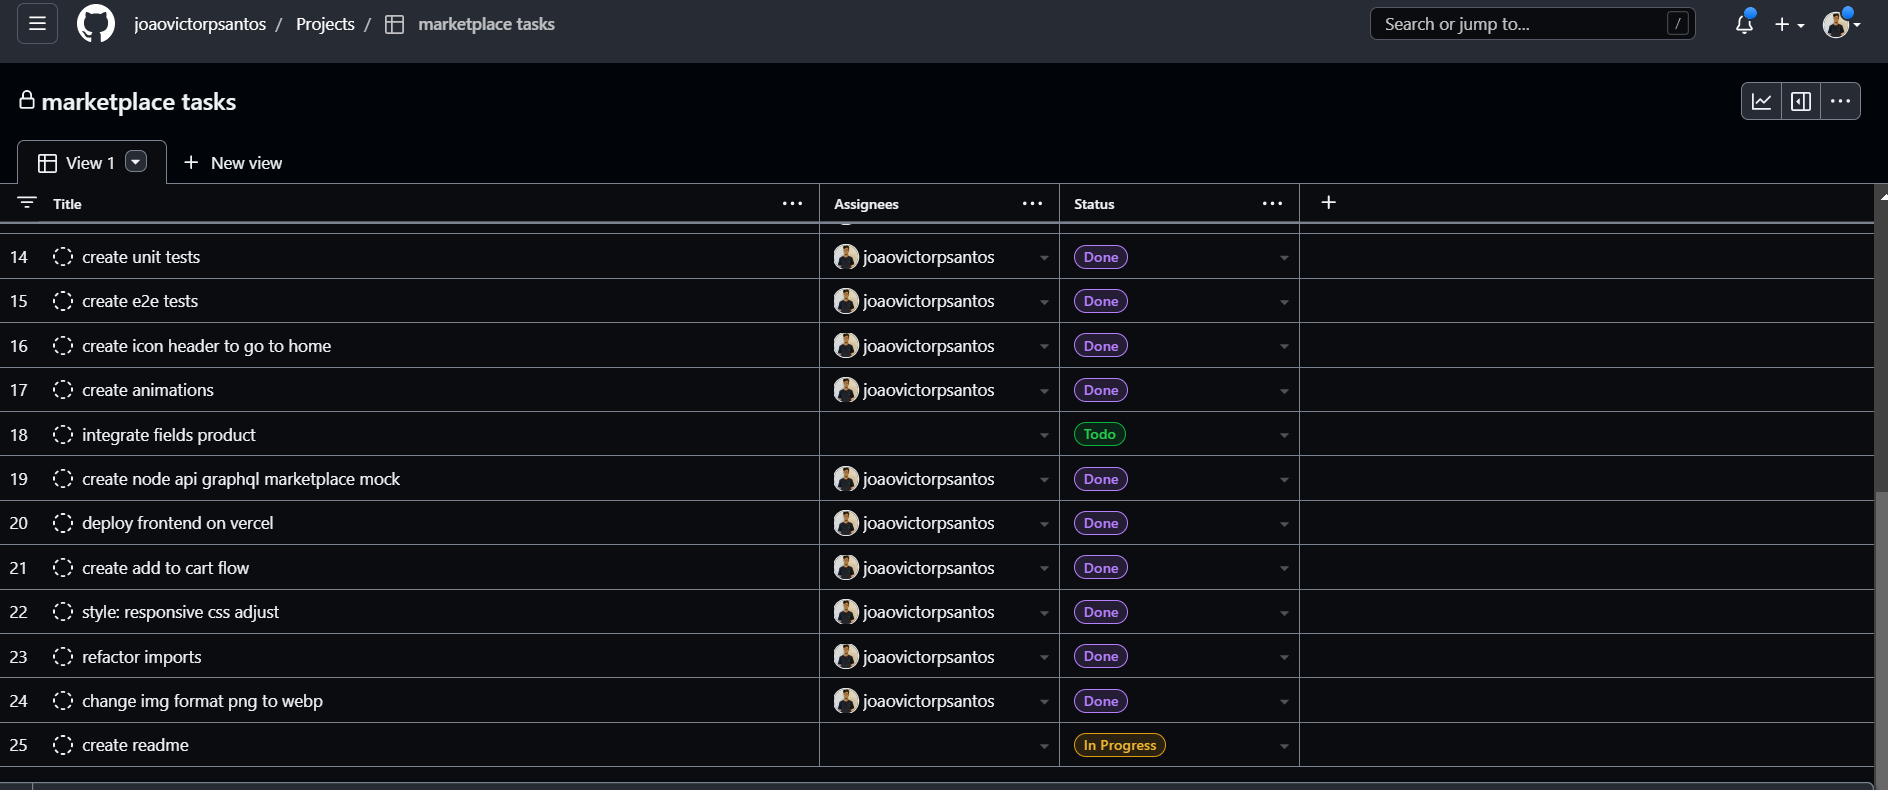 joaovictorpsantos / Projects / marketplace tasks Search or jump to... /
marketplace tasks
View 1 New view
Title Assignees Status
14 create unit tests joaovictorpsantos Done
15 create e2e tests joaovictorpsantos Done
16 create icon header to go to home joaovictorpsantos Done
17 create animations joaovictorpsantos Done
18 integrate fields product Todo
19 create node api graphql marketplace mock joaovictorpsantos Done
20 deploy frontend on vercel joaovictorpsantos Done
21 create add to cart flow joaovictorpsantos Done
22 style: responsive css adjust joaovictorpsantos Done
23 refactor imports joaovictorpsantos Done
24 change img format png to webp joaovictorpsantos Done
25 create readme In Progress